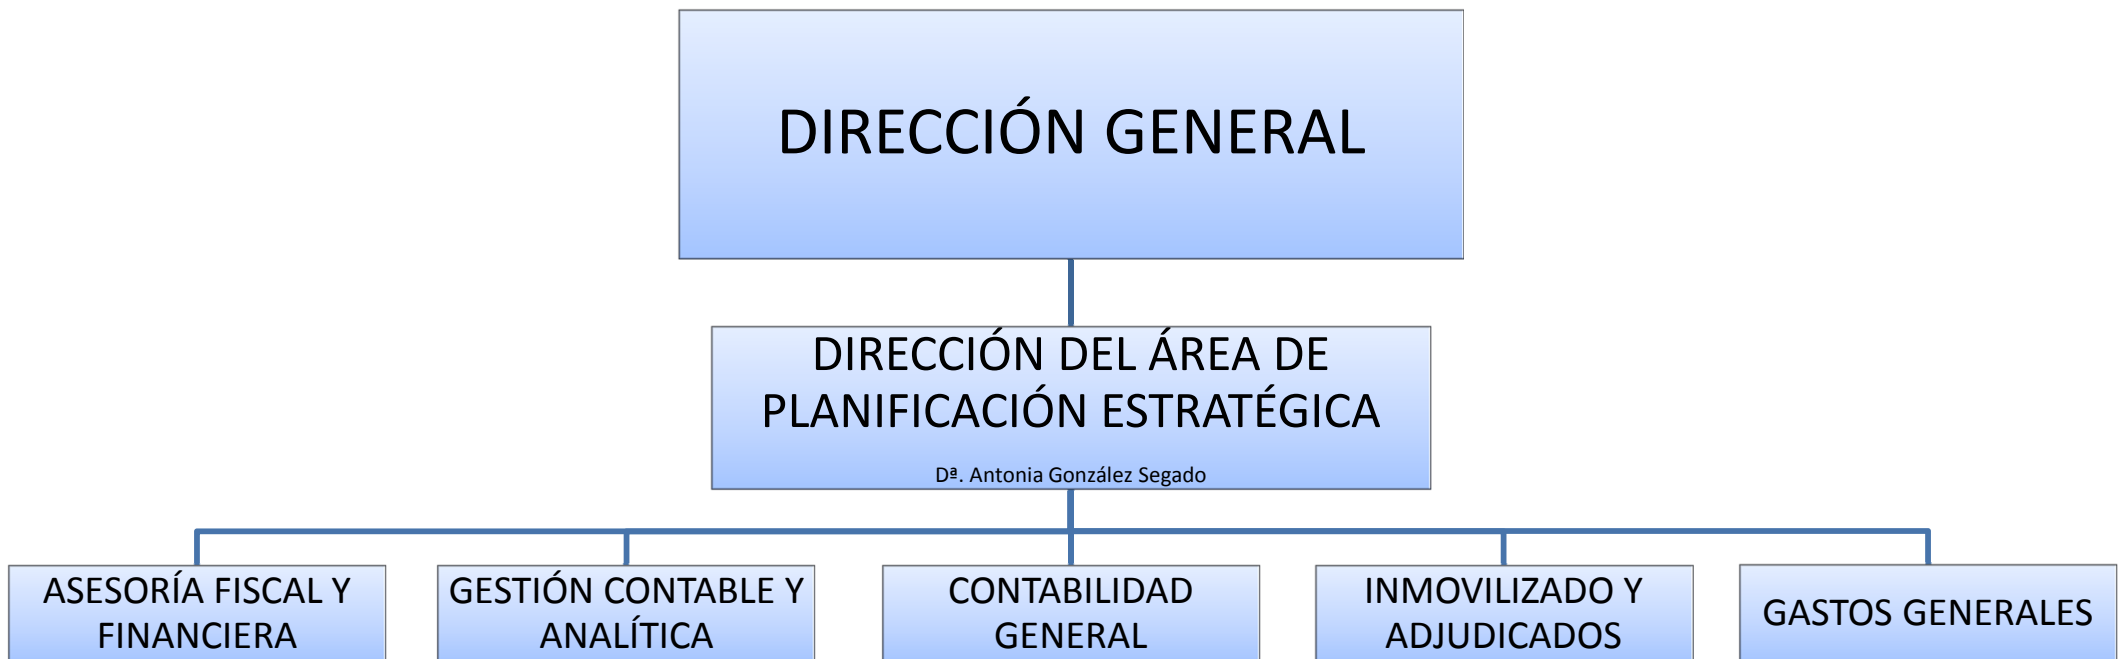 DIRECCIÓN GENERAL
DIRECCIÓN DEL ÁREA DE
PLANIFICACIÓN ESTRATÉGICA
Dª. Antonia González Segado
ASESORÍA FISCAL Y
FINANCIERA
GESTIÓN CONTABLE Y
ANALÍTICA
CONTABILIDAD
GENERAL
INMOVILIZADO Y
ADJUDICADOS
GASTOS GENERALES